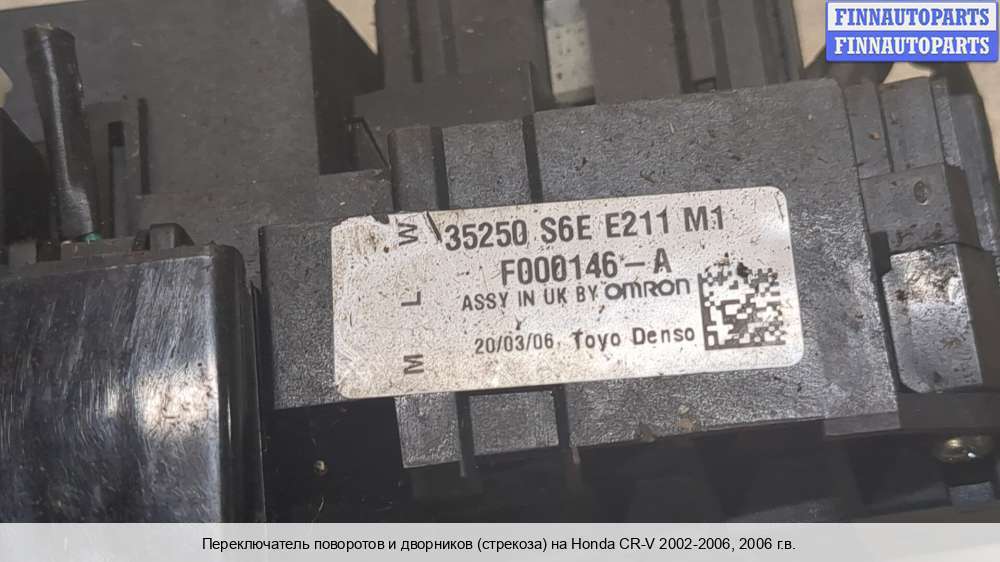 FINNAUTOPARTS
FINNAUTOPARTS
35250 S6E E211 M1
F000146-A
ASSY IN UK BY OMRON
20/03/06. Toyo Denso
W
L
M
Переключатель поворотов и дворников (стрекоза) на Honda CR-V 2002-2006, 2006 г.в.